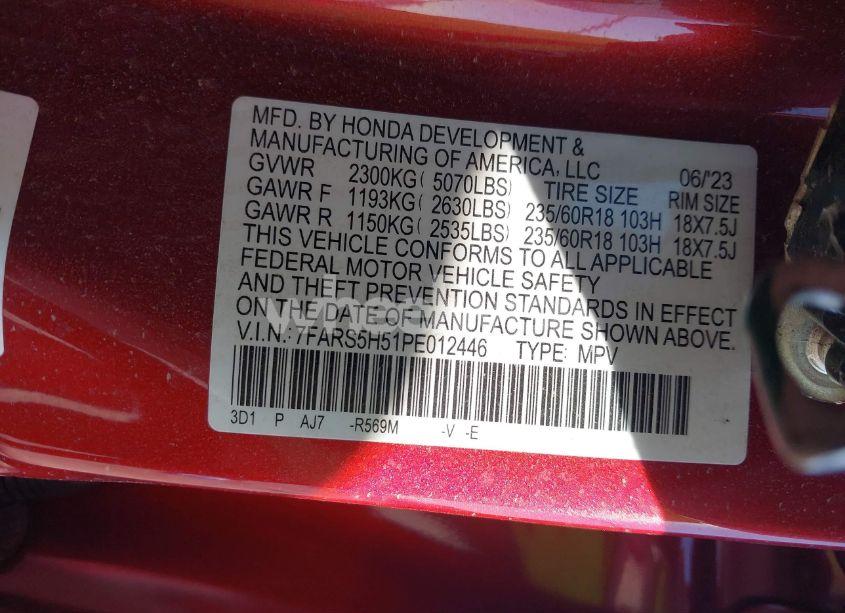 MFD. BY HONDA DEVELOPMENT &
MANUFACTURING OF AMERICA, LLC 06/'23
GVWR 2300KG( 5070LBS) TIRE SIZE RIM SIZE
GAWR F 1193KG( 2630LBS) 235/60R18 103H 18X7.5J
GAWR R 1150KG( 2535LBS) 235/60R18 103H 18X7.5J
THIS VEHICLE CONFORMS TO ALL APPLICABLE
FEDERAL MOTOR VEHICLE SAFETY
AND THEFT PREVENTION STANDARDS IN EFFECT
ON THE DATE OF MANUFACTURE SHOWN ABOVE.
V.I.N.: 7FARS5H51PE012446 TYPE: MPV
3D1 P AJ7 -R569M -V -E